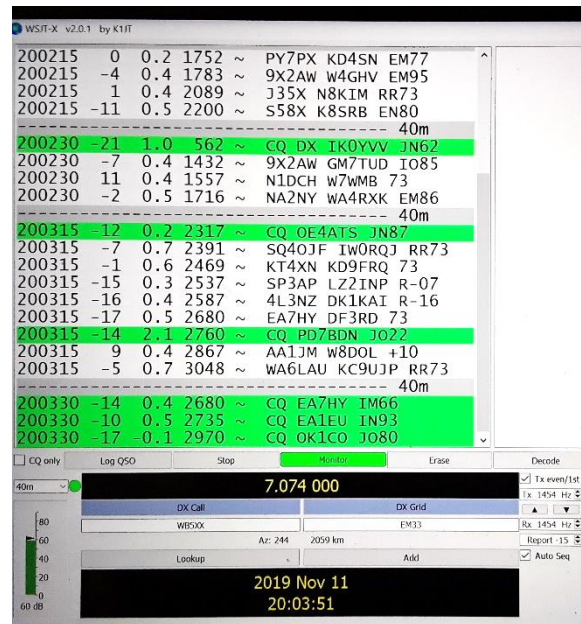 WSJT-X v2.0.1 by K1JT
200215 0 0.2 1752 ~ PY7PX KD4SN EM77
200215 -4 0.4 1783 ~ 9X2AW W4GHV EM95
200215 1 0.4 2089 ~ J35X N8KIM RR73
200215 -11 0.5 2200 ~ S58X K8SRB EN80
---------------------------------------- 40m
200230 -21 1.0 562 ~ CQ DX IK0YVV JN62
200230 -7 0.4 1432 ~ 9X2AW GM7TUD IO85
200230 11 0.4 1557 ~ N1DCH W7WMB 73
200230 -2 0.5 1716 ~ NA2NY WA4RXK EM86
---------------------------------------- 40m
200315 -12 0.2 2317 ~ CQ OE4ATS JN87
200315 -7 0.7 2391 ~ SQ4OJF IW0RQJ RR73
200315 -1 0.6 2469 ~ KT4XN KD9FRQ 73
200315 -15 0.3 2537 ~ SP3AP LZ2INP R-07
200315 -16 0.4 2587 ~ 4L3NZ DK1KAI R-16
200315 -17 0.5 2680 ~ EA7HY DF3RD 73
200315 -14 2.1 2760 ~ CQ PD7BDN JO22
200315 9 0.4 2867 ~ AA1JM W8DOL +10
200315 -5 0.7 3048 ~ WA6LAU KC9UJP RR73
---------------------------------------- 40m
200330 -14 0.4 2680 ~ CQ EA7HY IM66
200330 -10 0.5 2735 ~ CQ EA1EU IN93
200330 -17 -0.1 2970 ~ CQ OK1CO JO80
CQ only Log QSO Stop Monitor Erase Decode
40m 7.074 000 Tx even/1st
Tx 1454 Hz
DX Call DX Grid
WB5XX EM33 Rx 1454 Hz
Az: 244 2059 km Report -15
Lookup Add Auto Seq
80
60
40
20
0
60 dB
2019 Nov 11
20:03:51